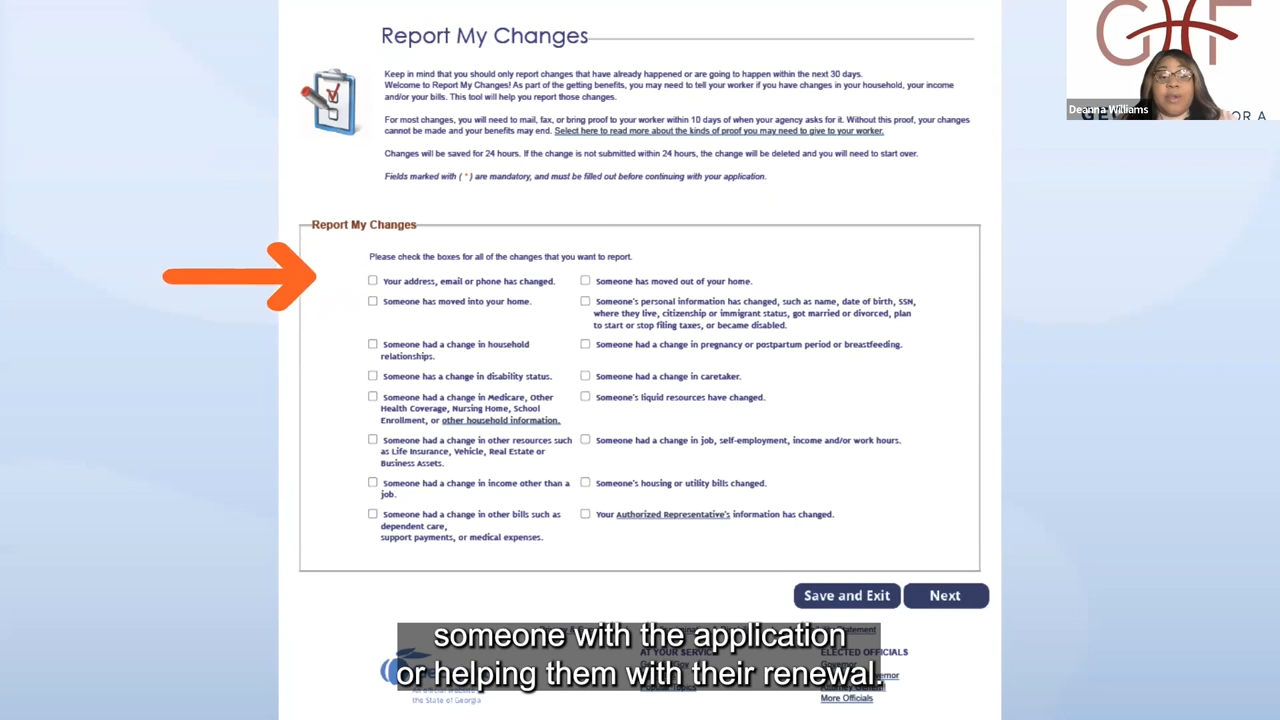 Report My Changes
G F
Deanna Williams
Keep in mind that you should only report changes that have already happened or are going to happen within the next 30 days.
Welcome to Report My Changes! As part of the getting benefits, you may need to tell your worker if you have changes in your household, your income
and/or your bills. This tool will help you report those changes.
For most changes, you will need to mail, fax, or bring proof to your worker within 10 days of when your agency asks for it. Without this proof, your changes
cannot be made and your benefits may end. Select here to read more about the kinds of proof you may need to give to your worker.
Changes will be saved for 24 hours. If the change is not submitted within 24 hours, the change will be deleted and you will need to start over.
Fields marked with ( * ) are mandatory, and must be filled out before continuing with your application.
Report My Changes
Please check the boxes for all of the changes that you want to report.
Your address, email or phone has changed.
Someone has moved out of your home.
Someone has moved into your home.
Someone's personal information has changed, such as name, date of birth, SSN,
where they live, citizenship or immigrant status, got married or divorced, plan
to start or stop filing taxes, or became disabled.
Someone had a change in household
relationships.
Someone had a change in pregnancy or postpartum period or breastfeeding.
Someone has a change in disability status.
Someone had a change in caretaker.
Someone had a change in Medicare, Other
Health Coverage, Nursing Home, School
Enrollment, or other household information.
Someone's liquid resources have changed.
Someone had a change in other resources such
as Life Insurance, Vehicle, Real Estate or
Business Assets.
Someone had a change in job, self-employment, income and/or work hours.
Someone had a change in income other than a
job.
Someone's housing or utility bills changed.
Someone had a change in other bills such as
dependent care,
support payments, or medical expenses.
Your Authorized Representative's information has changed.
Save and Exit
Next
someone with the application
or helping them with their renewal.
AT YOUR SERVIC
ELECTED OFFICIALS
Governor
Popular Topics
More Officials
the State of Georgia